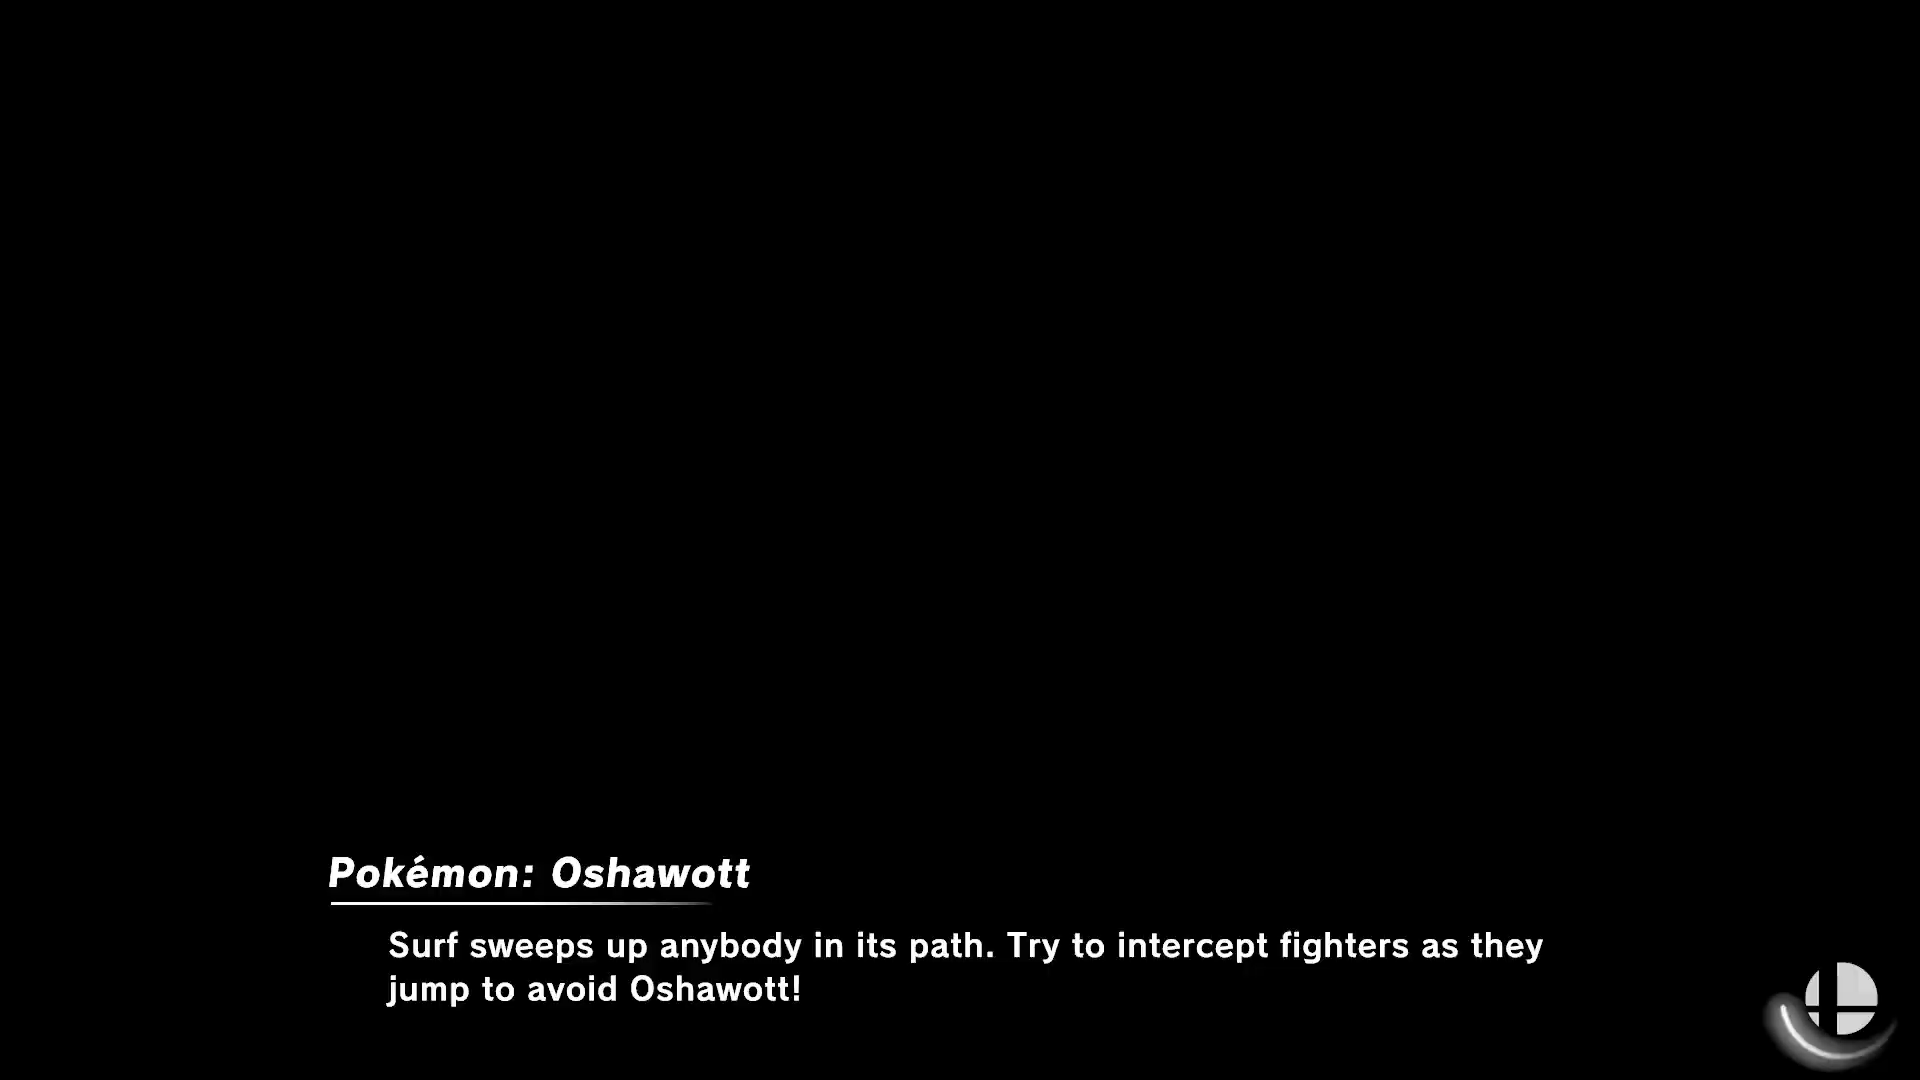 Pokémon: Oshawott
Surf sweeps up anybody in its path. Try to intercept fighters as they
jump to avoid Oshawott!